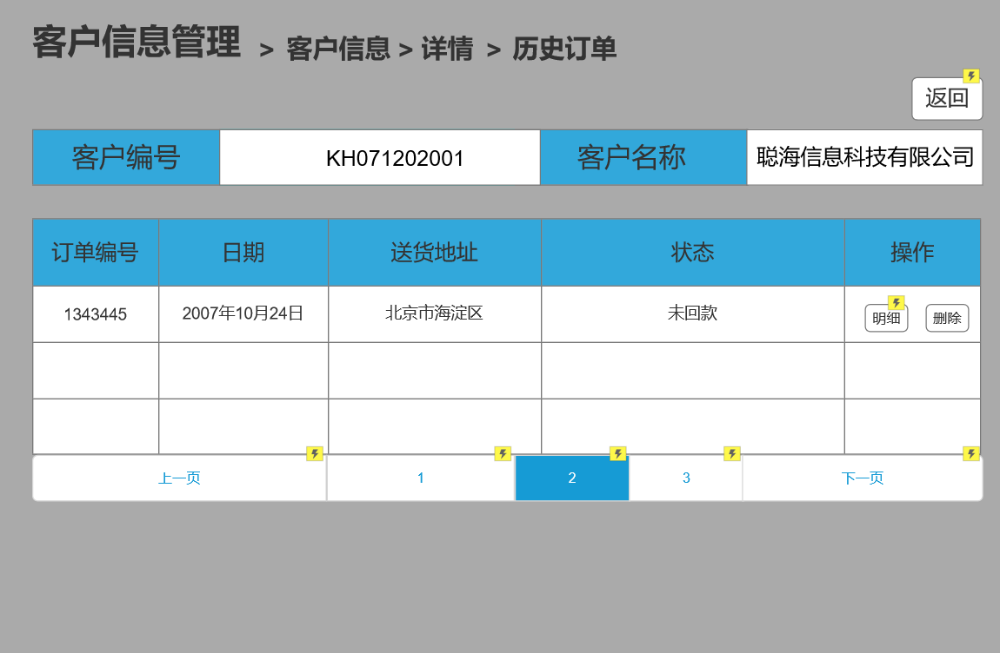 客户信息管理 > 客户信息 > 详情 > 历史订单
返回
客户编号 KH071202001 客户名称 聪海信息科技有限公司
订单编号 日期 送货地址 状态 操作
1343445 2007年10月24日 北京市海淀区 未回款 明细 删除
上一页 1 2 3 下一页